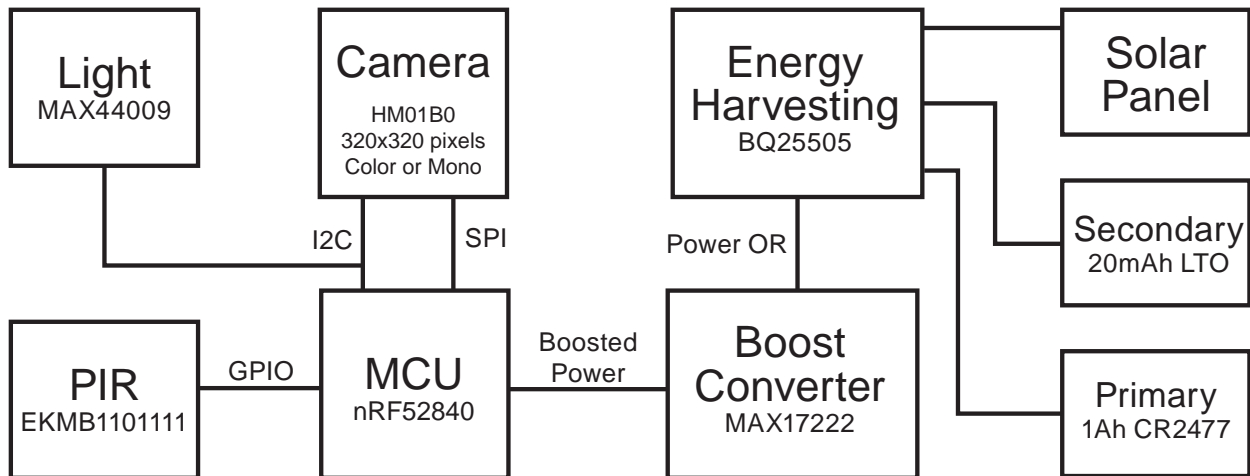 Light
MAX44009
Camera
HM01B0
320x320 pixels
Color or Mono
Energy
Harvesting
BQ25505
Solar
Panel
I2C
SPI
Power OR
Secondary
20mAh LTO
PIR
EKMB1101111
GPIO
MCU
nRF52840
Boosted
Power
Boost
Converter
MAX17222
Primary
1Ah CR2477